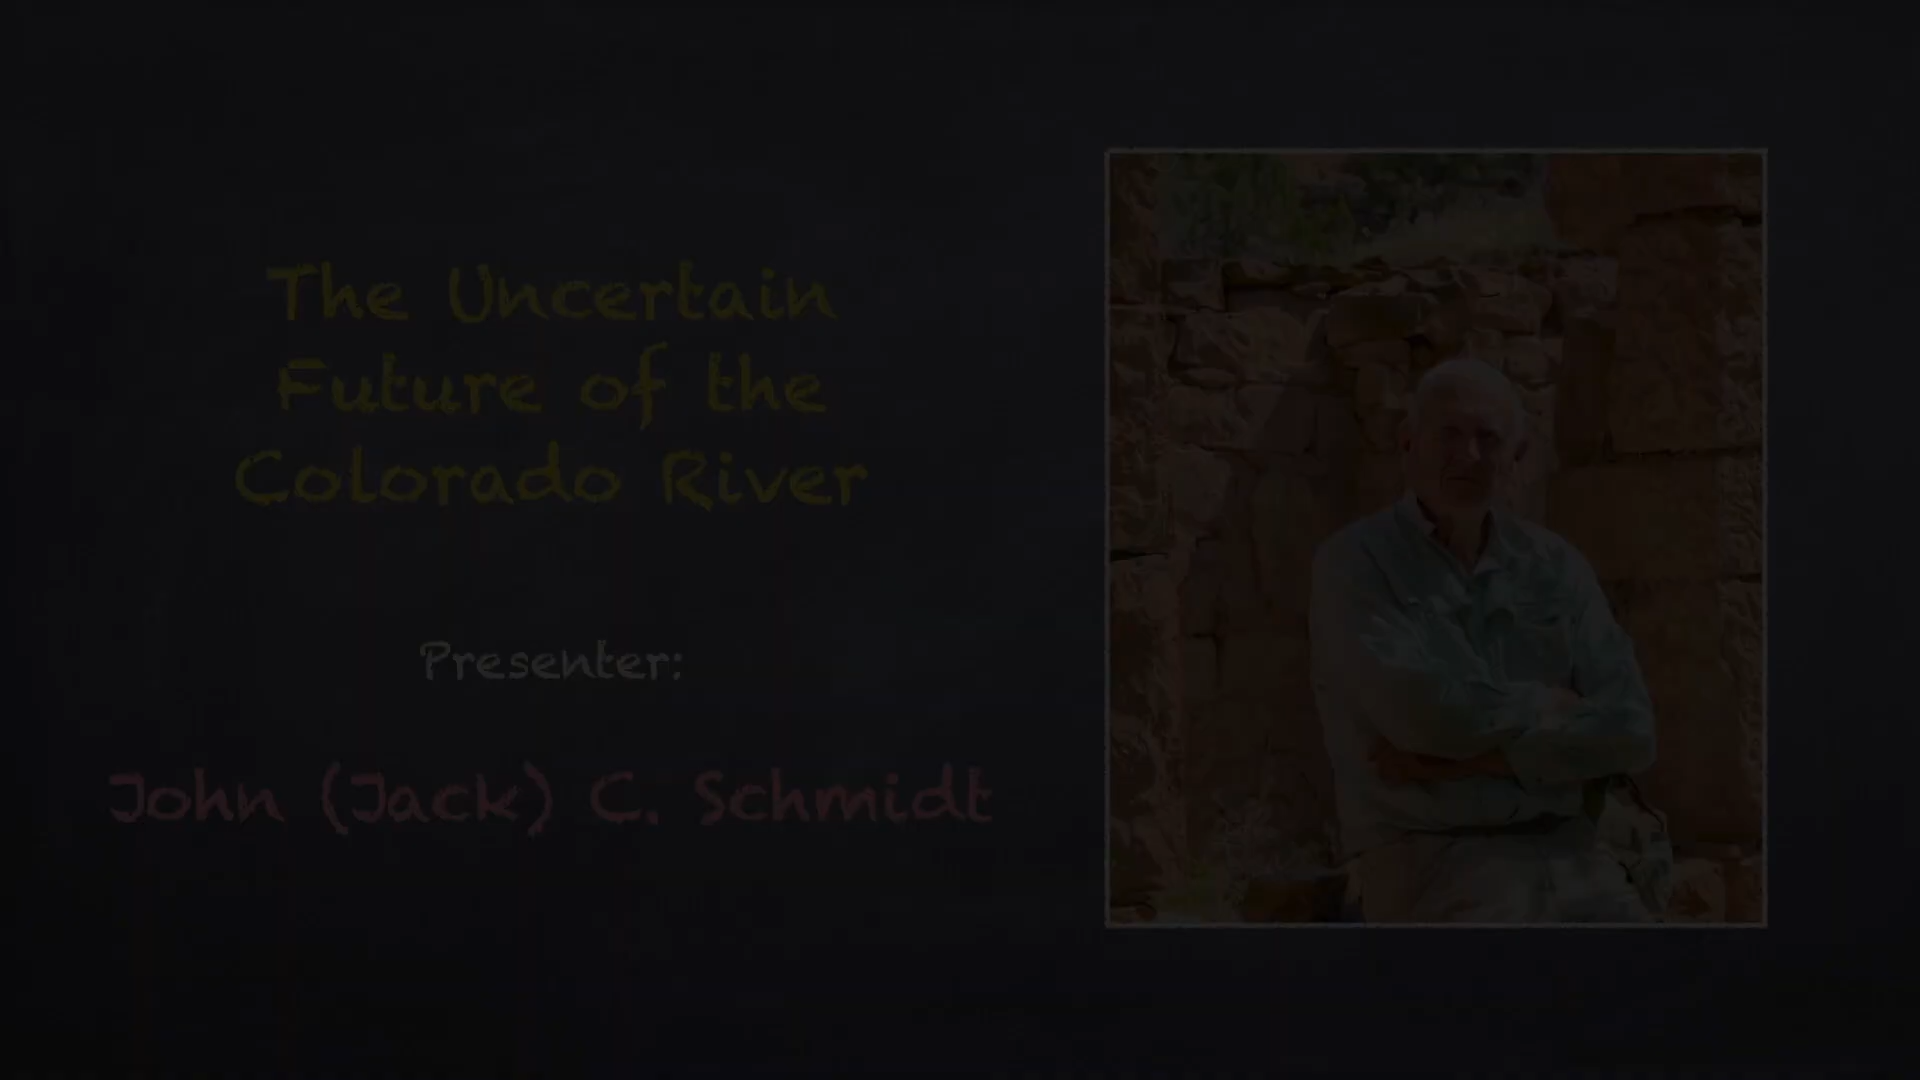 The Uncertain
Future of the
Colorado River
Presenter:
John (Jack) C. Schmidt